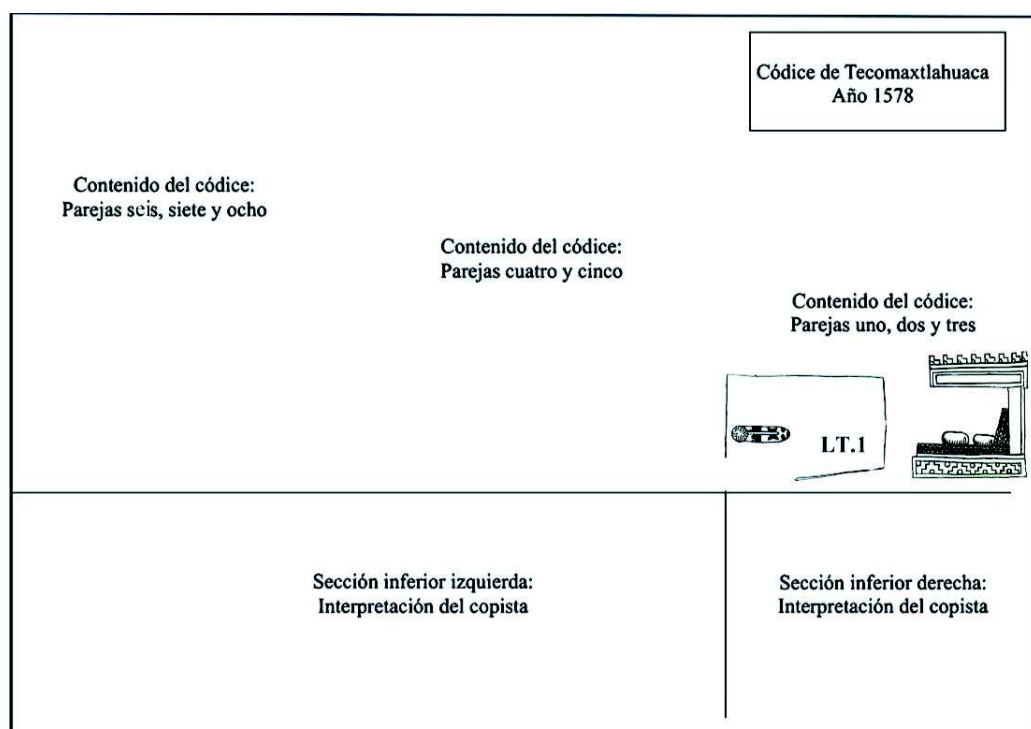 Códice de Tecomaxtlahuaca
Año 1578
Contenido del códice:
Parejas seis, siete y ocho
Contenido del códice:
Parejas cuatro y cinco
Contenido del códice:
Parejas uno, dos y tres
LT.1
Sección inferior izquierda:
Interpretación del copista
Sección inferior derecha:
Interpretación del copista